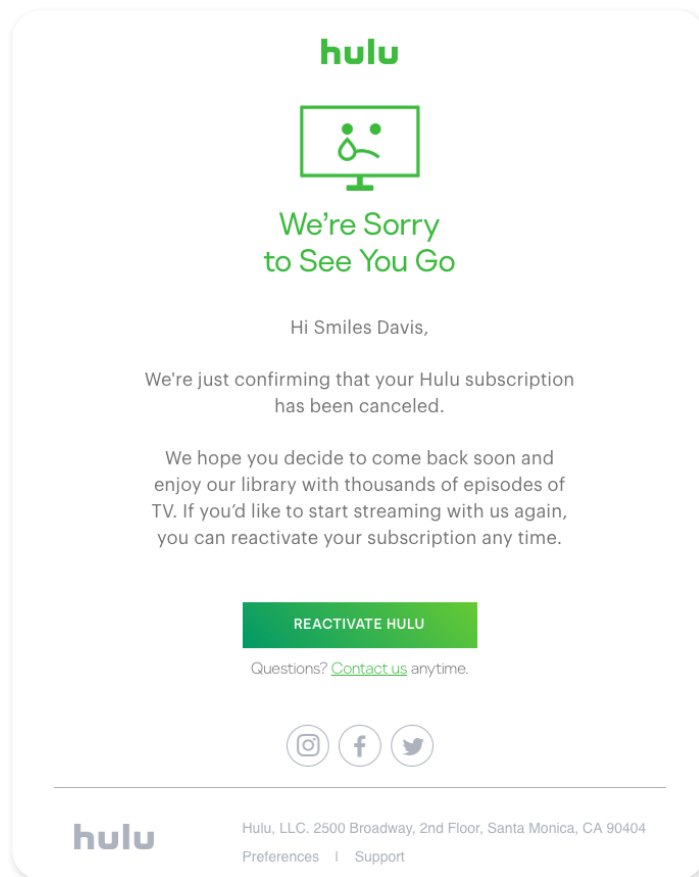 hulu
We're Sorry
to See You Go
Hi Smiles Davis,
We're just confirming that your Hulu subscription
has been canceled.
We hope you decide to come back soon and
enjoy our library with thousands of episodes of
TV. If you'd like to start streaming with us again,
you can reactivate your subscription any time.
REACTIVATE HULU
Questions? Contact us anytime.
hulu
Hulu, LLC. 2500 Broadway, 2nd Floor, Santa Monica, CA 90404
Preferences | Support